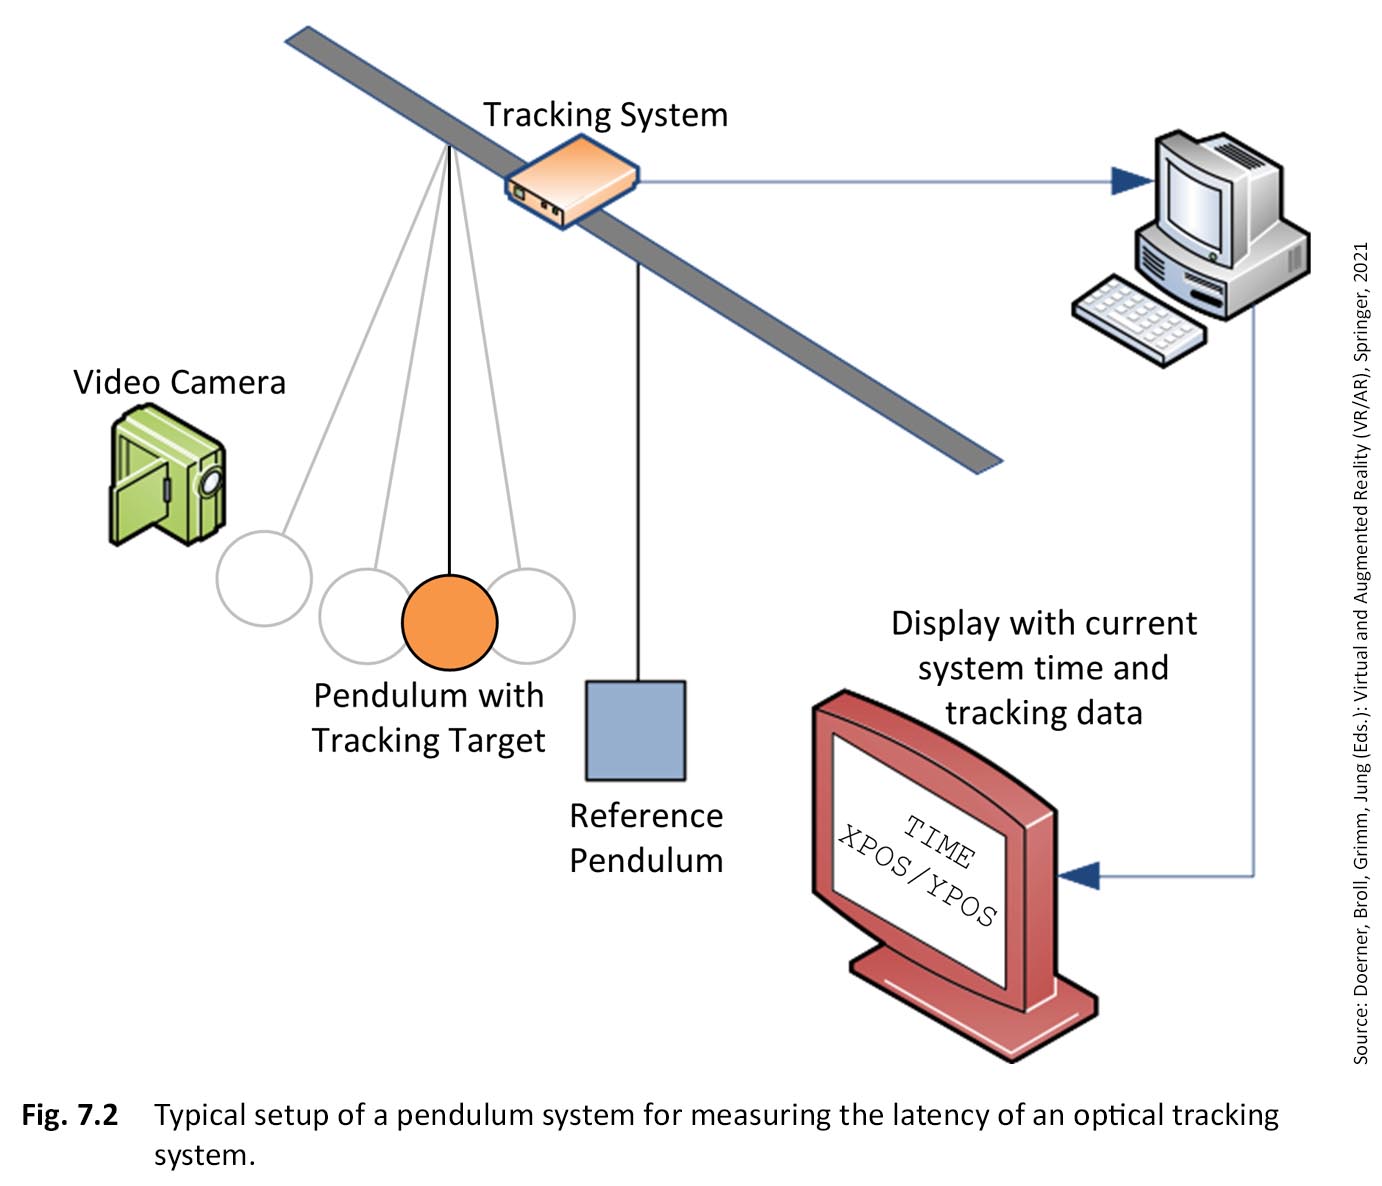 Tracking System
Video Camera
Pendulum with
Tracking Target
Reference
Pendulum
Display with current
system time and
tracking data
TIME
XPOS/YPOS
Source: Doerner, Broll, Grimm, Jung (Eds.): Virtual and Augmented Reality (VR/AR), Springer, 2021
Fig. 7.2 Typical setup of a pendulum system for measuring the latency of an optical tracking
system.